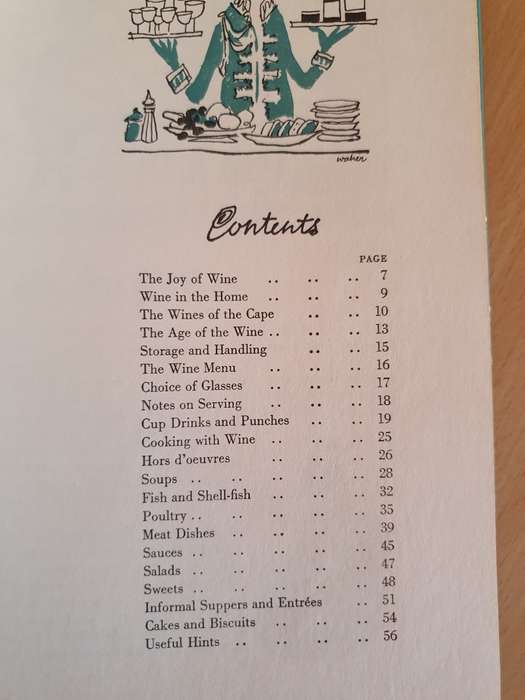 Contents
PAGE
The Joy of Wine .. .. .. 7
Wine in the Home .. .. .. 9
The Wines of the Cape .. .. 10
The Age of the Wine .. .. .. 13
Storage and Handling .. .. 15
The Wine Menu .. .. .. 16
Choice of Glasses .. .. .. 17
Notes on Serving .. .. .. 18
Cup Drinks and Punches .. .. 19
Cooking with Wine .. .. .. 25
Hors d'oeuvres .. .. .. 26
Soups .. .. .. .. .. 28
Fish and Shell-fish .. .. .. 32
Poultry .. .. .. .. .. 35
Meat Dishes .. .. .. .. 39
Sauces .. .. .. .. .. 45
Salads .. .. .. .. .. 47
Sweets .. .. .. .. .. 48
Informal Suppers and Entrées .. 51
Cakes and Biscuits .. .. .. 54
Useful Hints .. .. .. .. 56